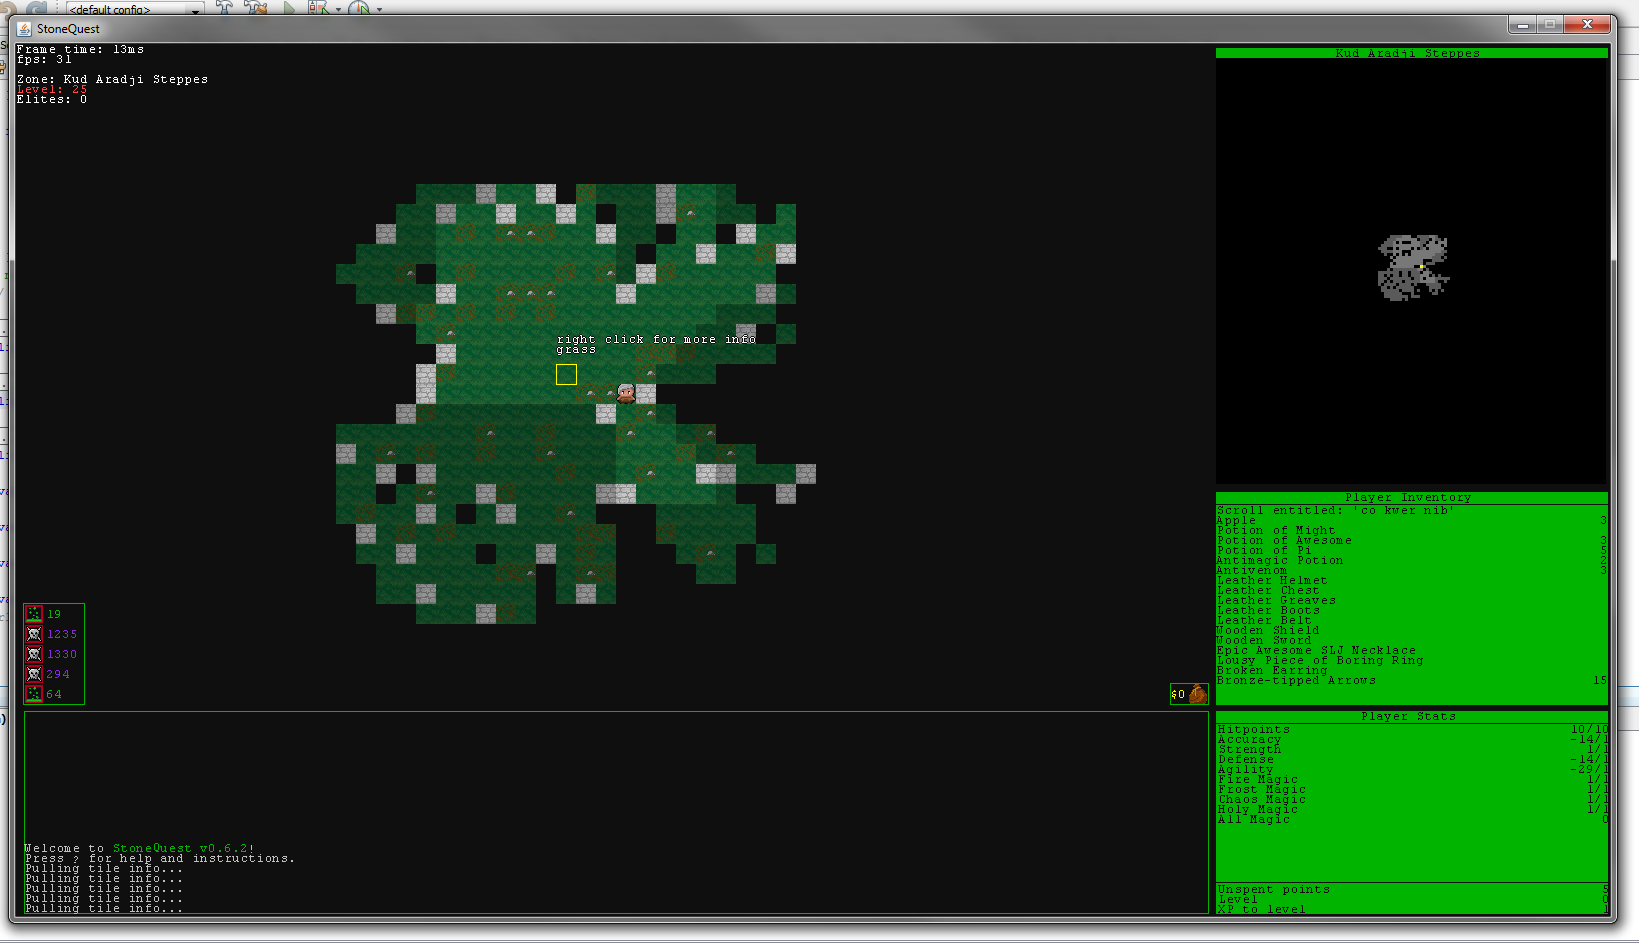 <default config>
StoneQuest
Frame time: 13ms
fps: 31
Zone: Kud Aradji Steppes
Level: 25
Elites: 0
right click for more info
grass
19
1235
1330
294
64
$0
Welcome to StoneQuest v0.6.2!
Press ? for help and instructions.
Pulling tile info...
Pulling tile info...
Pulling tile info...
Pulling tile info...
Pulling tile info...
Kud Aradji Steppes
Player Inventory
Scroll entitled: 'co kwer nib'
Apple 3
Potion of Might
Potion of Awesome 3
Potion of Pi 5
Antimagic Potion 2
Antivenom 3
Leather Helmet
Leather Chest
Leather Greaves
Leather Boots
Leather Belt
Wooden Shield
Wooden Sword
Epic Awesome SLJ Necklace
Lousy Piece of Boring Ring
Broken Earring
Bronze-tipped Arrows 15
Player Stats
Hitpoints 10/10
Accuracy -14/1
Strength 1/1
Defense -14/1
Agility -29/1
Fire Magic 1/1
Frost Magic 1/1
Chaos Magic 1/1
Holy Magic 1/1
All Magic 0
Unspent points 5
Level 0
XP to level 1